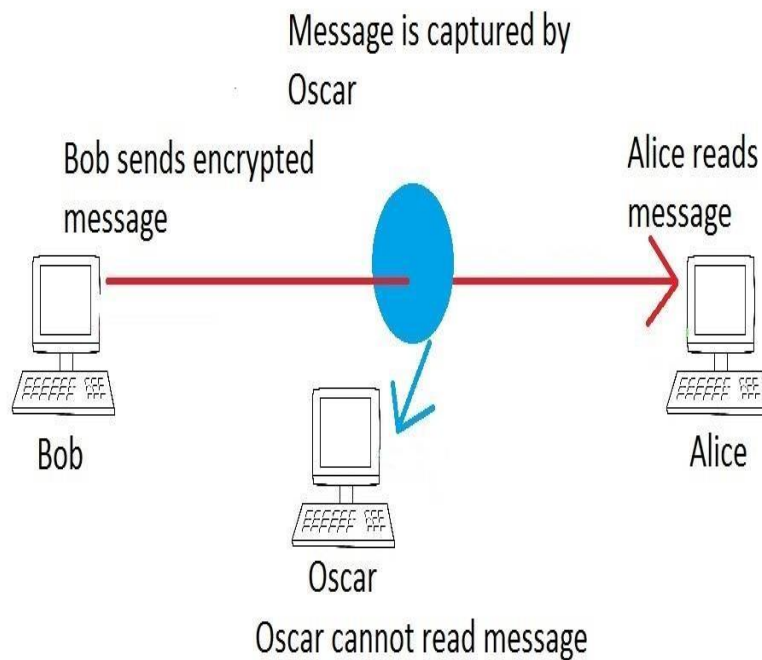 Message is captured by
Oscar
Bob sends encrypted
message
Alice reads
message
Bob
Alice
Oscar
Oscar cannot read message